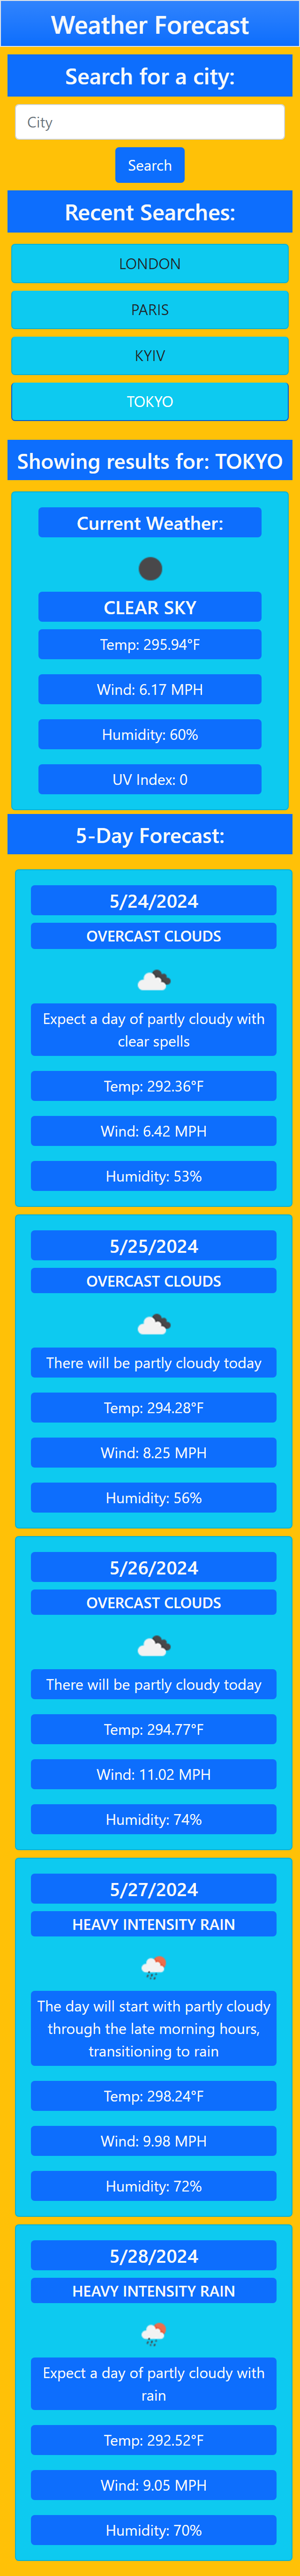 Weather Forecast
Search for a city:
City
Search
Recent Searches:
LONDON
PARIS
KYIV
TOKYO
Showing results for: TOKYO
Current Weather:
CLEAR SKY
Temp: 295.94°F
Wind: 6.17 MPH
Humidity: 60%
UV Index: 0
5-Day Forecast:
5/24/2024
OVERCAST CLOUDS
Expect a day of partly cloudy with
clear spells
Temp: 292.36°F
Wind: 6.42 MPH
Humidity: 53%
5/25/2024
OVERCAST CLOUDS
There will be partly cloudy today
Temp: 294.28°F
Wind: 8.25 MPH
Humidity: 56%
5/26/2024
OVERCAST CLOUDS
There will be partly cloudy today
Temp: 294.77°F
Wind: 11.02 MPH
Humidity: 74%
5/27/2024
HEAVY INTENSITY RAIN
The day will start with partly cloudy
through the late morning hours,
transitioning to rain
Temp: 298.24°F
Wind: 9.98 MPH
Humidity: 72%
5/28/2024
HEAVY INTENSITY RAIN
Expect a day of partly cloudy with
rain
Temp: 292.52°F
Wind: 9.05 MPH
Humidity: 70%